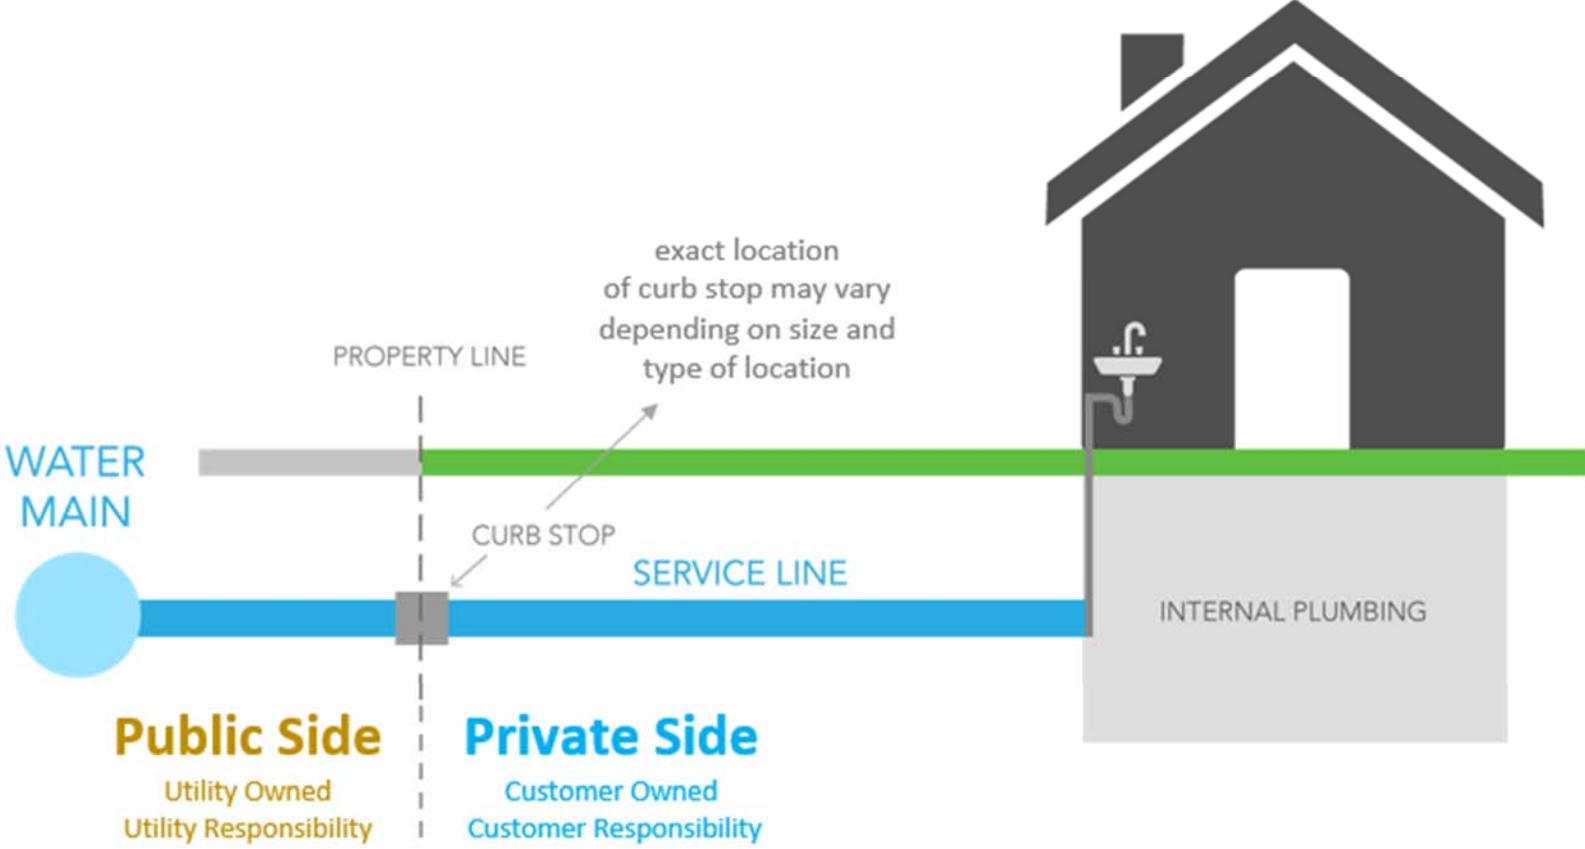 exact location
of curb stop may vary
depending on size and
type of location
PROPERTY LINE
WATER
MAIN
CURB STOP
SERVICE LINE
INTERNAL PLUMBING
Public Side
Utility Owned
Utility Responsibility
Private Side
Customer Owned
Customer Responsibility